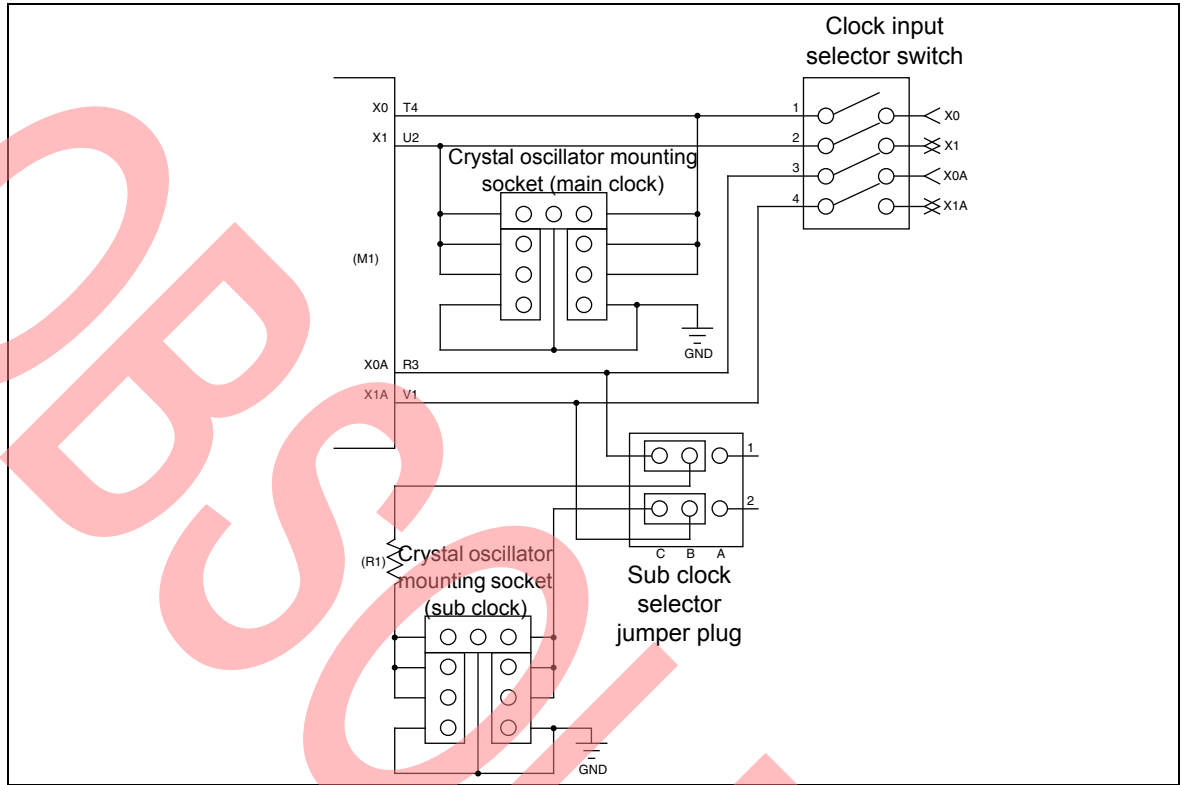 Clock input
selector switch
X0 T4
1
X0
X1 U2
2
X1
Crystal oscillator mounting
socket (main clock)
3
X0A
4
X1A
(M1)
GND
X0A R3
X1A V1
1
2
C B A
(R1)
Crystal oscillator
mounting socket
(sub clock)
Sub clock
selector
jumper plug
GND